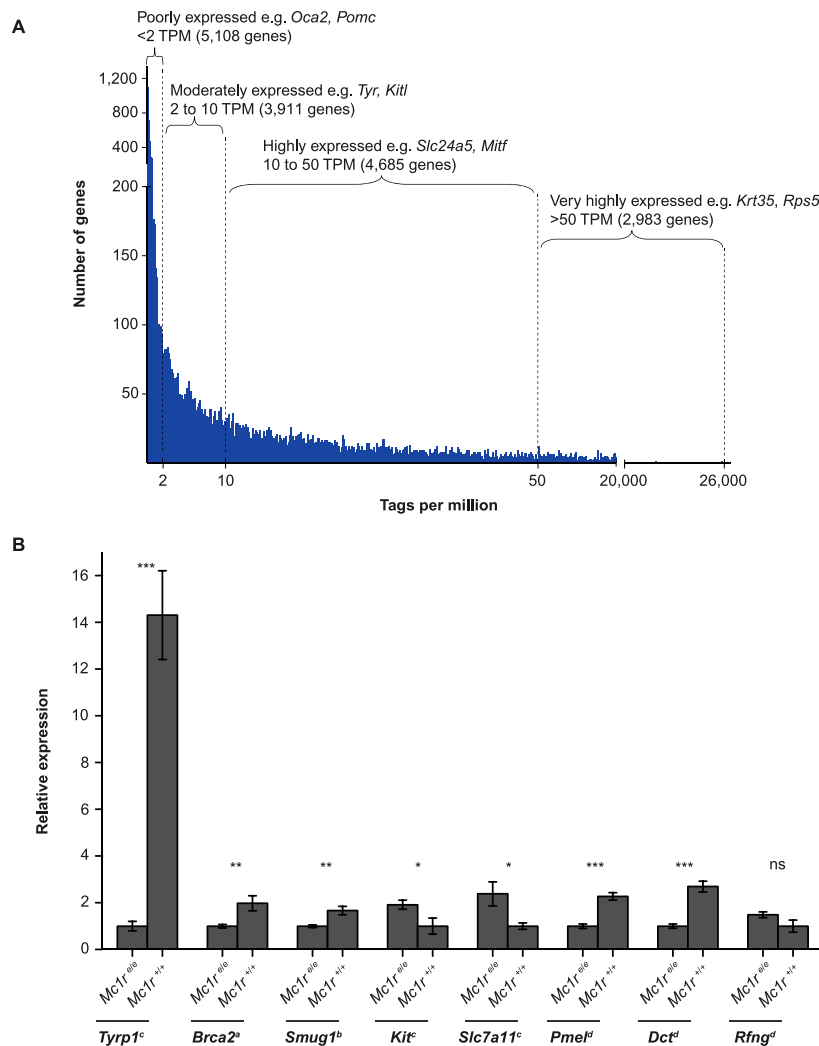 A
Poorly expressed e.g. Oca2, Pomc
<2 TPM (5,108 genes)
Moderately expressed e.g. Tyr, Kitl
2 to 10 TPM (3,911 genes)
Highly expressed e.g. Slc24a5, Mitf
10 to 50 TPM (4,685 genes)
Very highly expressed e.g. Krt35, Rps5
>50 TPM (2,983 genes)
Number of genes
1,200
800
400
200
150
100
50
2 10 50 20,000 26,000
Tags per million
B
Relative expression
16
14
12
10
8
6
4
2
0
*** ** ** * * *** *** ns
Mc1r e/e Mc1r +/+ Mc1r e/e Mc1r +/+ Mc1r e/e Mc1r +/+ Mc1r e/e Mc1r +/+ Mc1r e/e Mc1r +/+ Mc1r e/e Mc1r +/+ Mc1r e/e Mc1r +/+ Mc1r e/e Mc1r +/+
Tyrp1ᶜ Brca2ᵃ Smug1ᵇ Kitᶜ Slc7a11ᶜ Pmelᵈ Dctᵈ Rfngᵈ